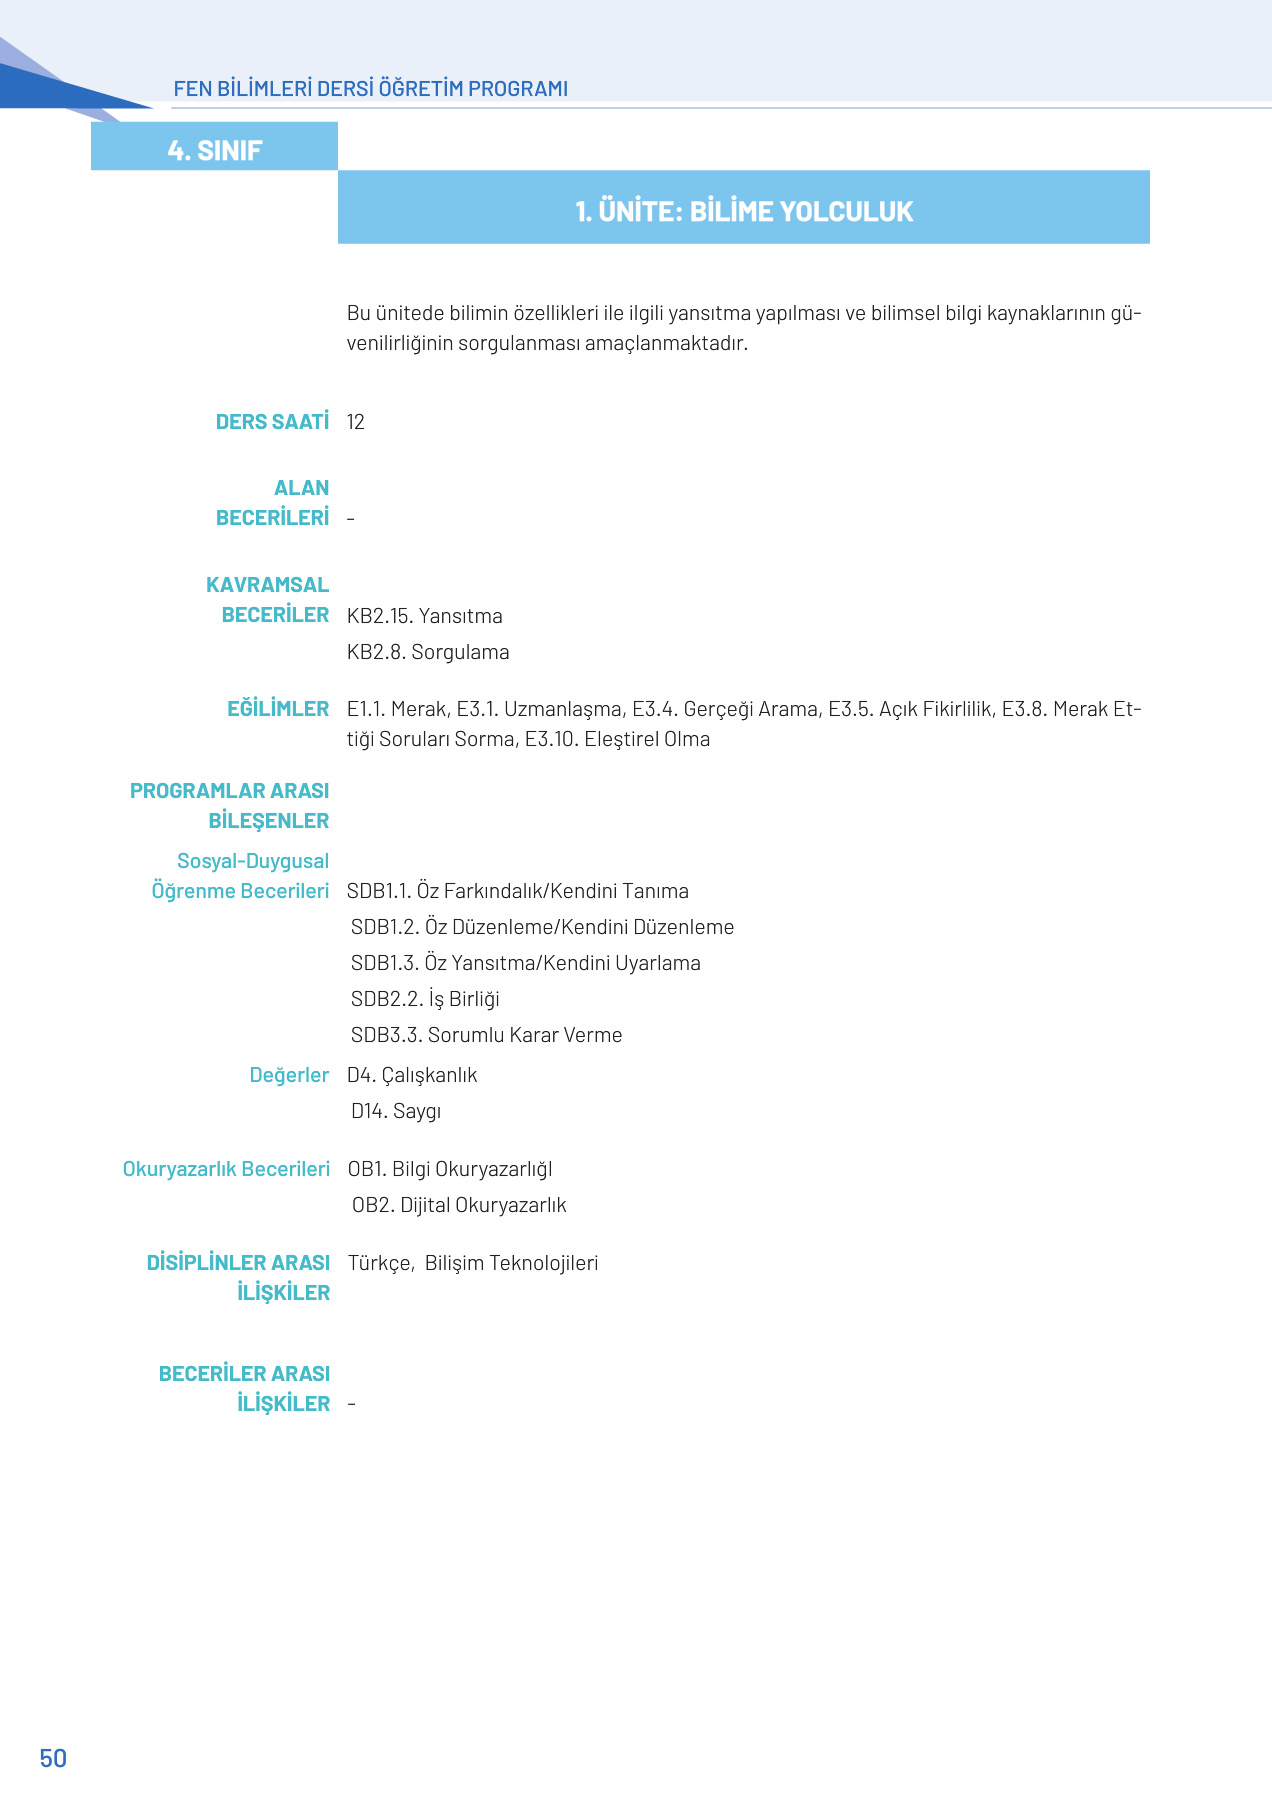 FEN BİLİMLERİ DERSİ ÖĞRETİM PROGRAMI
4. SINIF
1. ÜNİTE: BİLİME YOLCULUK
Bu ünitede bilimin özellikleri ile ilgili yansıtma yapılması ve bilimsel bilgi kaynaklarının gü-
venilirliğinin sorgulanması amaçlanmaktadır.
DERS SAATİ 12
ALAN
BECERİLERİ -
KAVRAMSAL
BECERİLER KB2.15. Yansıtma
KB2.8. Sorgulama
EĞİLİMLER E1.1. Merak, E3.1. Uzmanlaşma, E3.4. Gerçeği Arama, E3.5. Açık Fikirlilik, E3.8. Merak Et-
tiği Soruları Sorma, E3.10. Eleştirel Olma
PROGRAMLAR ARASI
BİLEŞENLER
Sosyal-Duygusal
Öğrenme Becerileri SDB1.1. Öz Farkındalık/Kendini Tanıma
SDB1.2. Öz Düzenleme/Kendini Düzenleme
SDB1.3. Öz Yansıtma/Kendini Uyarlama
SDB2.2. İş Birliği
SDB3.3. Sorumlu Karar Verme
Değerler D4. Çalışkanlık
D14. Saygı
Okuryazarlık Becerileri OB1. Bilgi Okuryazarlığl
OB2. Dijital Okuryazarlık
DİSİPLİNLER ARASI Türkçe, Bilişim Teknolojileri
İLİŞKİLER
BECERİLER ARASI
İLİŞKİLER -
50